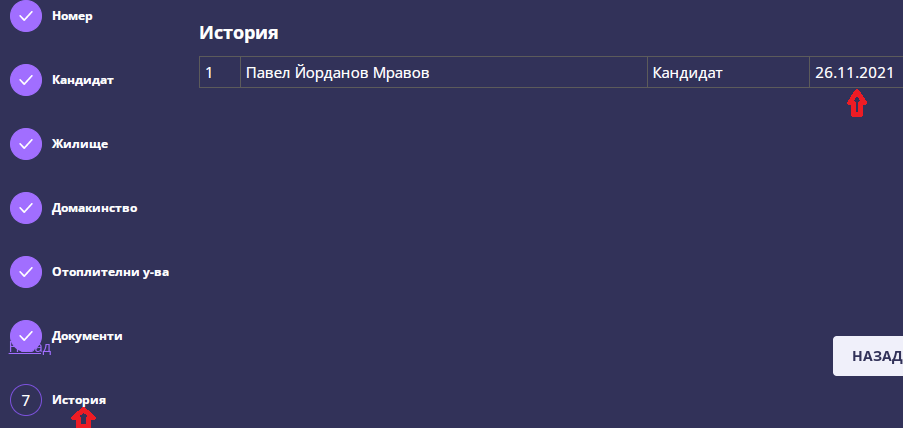 Номер
Кандидат
Жилище
Домакинство
Отоплителни у-ва
Документи
Назад
7 История
История
1 Павел Йорданов Мравов Кандидат 26.11.2021
НАЗАД